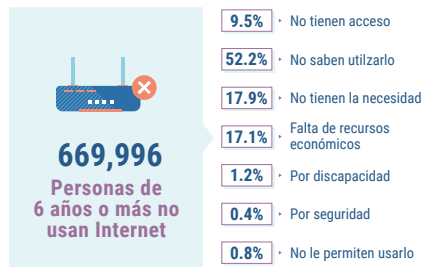 669,996
Personas de
6 años o más no
usan Internet
9.5% No tienen acceso
52.2% No saben utilzarlo
17.9% No tienen la necesidad
17.1% Falta de recursos
económicos
1.2% Por discapacidad
0.4% Por seguridad
0.8% No le permiten usarlo